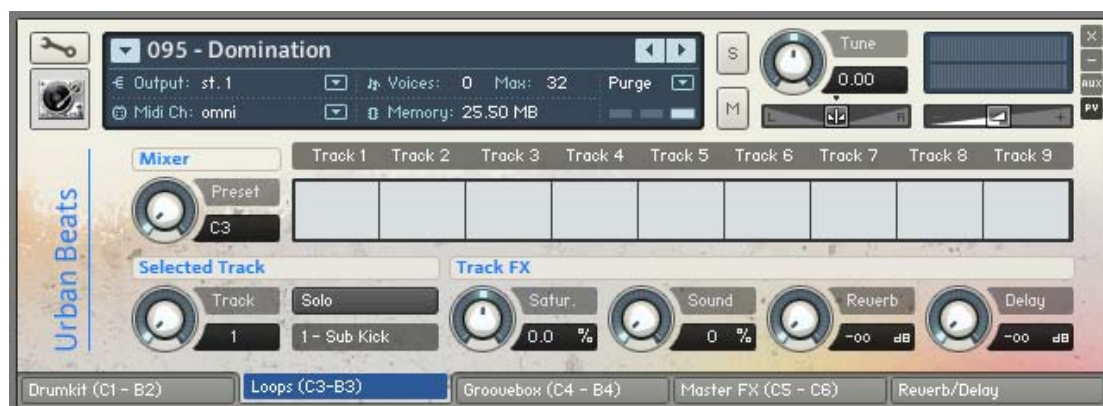 095 - Domination
S
Tune
0.00
Output: st. 1
Voices: 0 Max: 32
Purge
Midi Ch: omni
Memory: 25.50 MB
M
L
R
-
+
×
-
AUX
PV
Urban Beats
Mixer
Track 1 Track 2 Track 3 Track 4 Track 5 Track 6 Track 7 Track 8 Track 9
Preset
C3
Selected Track
Track FX
Track
1
Solo
1 - Sub Kick
Satur.
0.0 %
Sound
0 %
Reverb
-oo dB
Delay
-oo dB
Drumkit (C1 - B2)
Loops (C3-B3)
Groovebox (C4 - B4)
Master FX (C5 - C6)
Reverb/Delay